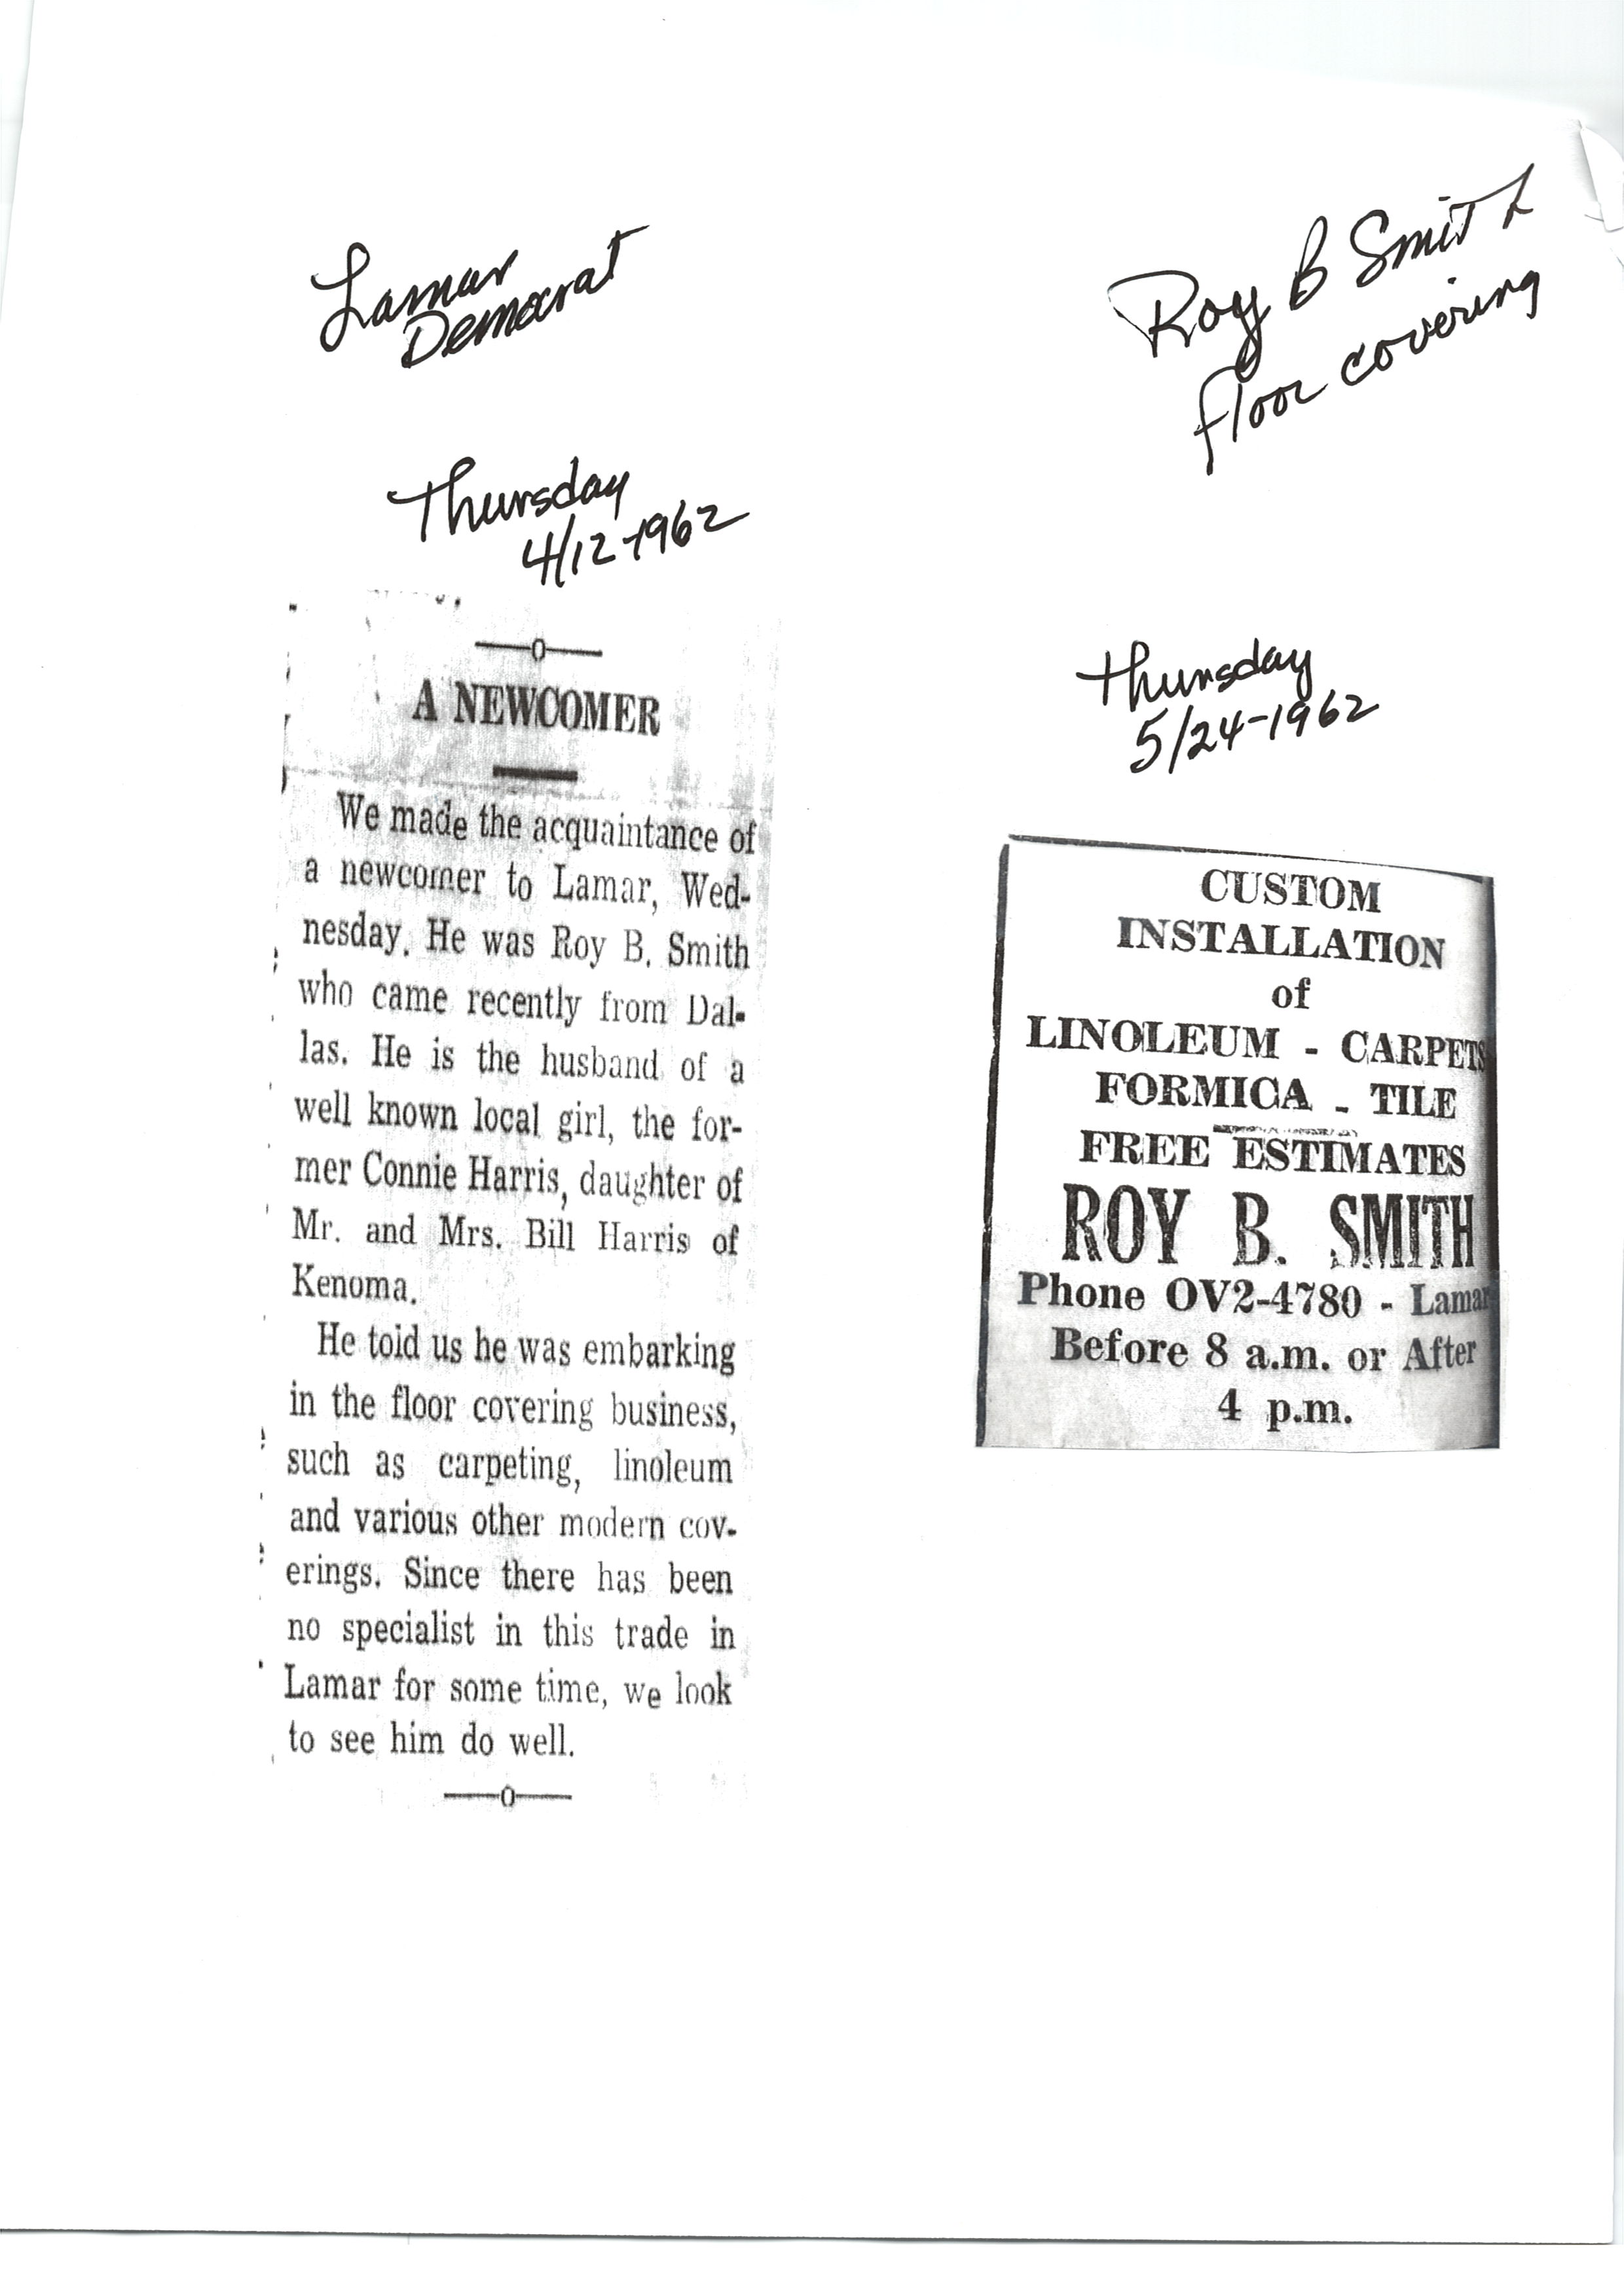 Lamar
Democrat
Thursday
4/12-1962
—0—
A NEWCOMER
We made the acquaintance of
a newcomer to Lamar, Wed-
nesday. He was Roy B. Smith
who came recently from Dal-
las. He is the husband of a
well known local girl, the for-
mer Connie Harris, daughter of
Mr. and Mrs. Bill Harris of
Kenoma.
He told us he was embarking
in the floor covering business,
such as carpeting, linoleum
and various other modern cov-
erings. Since there has been
no specialist in this trade in
Lamar for some time, we look
to see him do well.
—0—
Roy B Smith
floor covering
Thursday
5/24-1962
CUSTOM
INSTALLATION
of
LINOLEUM - CARPETS
FORMICA - TILE
FREE ESTIMATES
ROY B. SMITH
Phone OV2-4780 - Lamar
Before 8 a.m. or After
4 p.m.